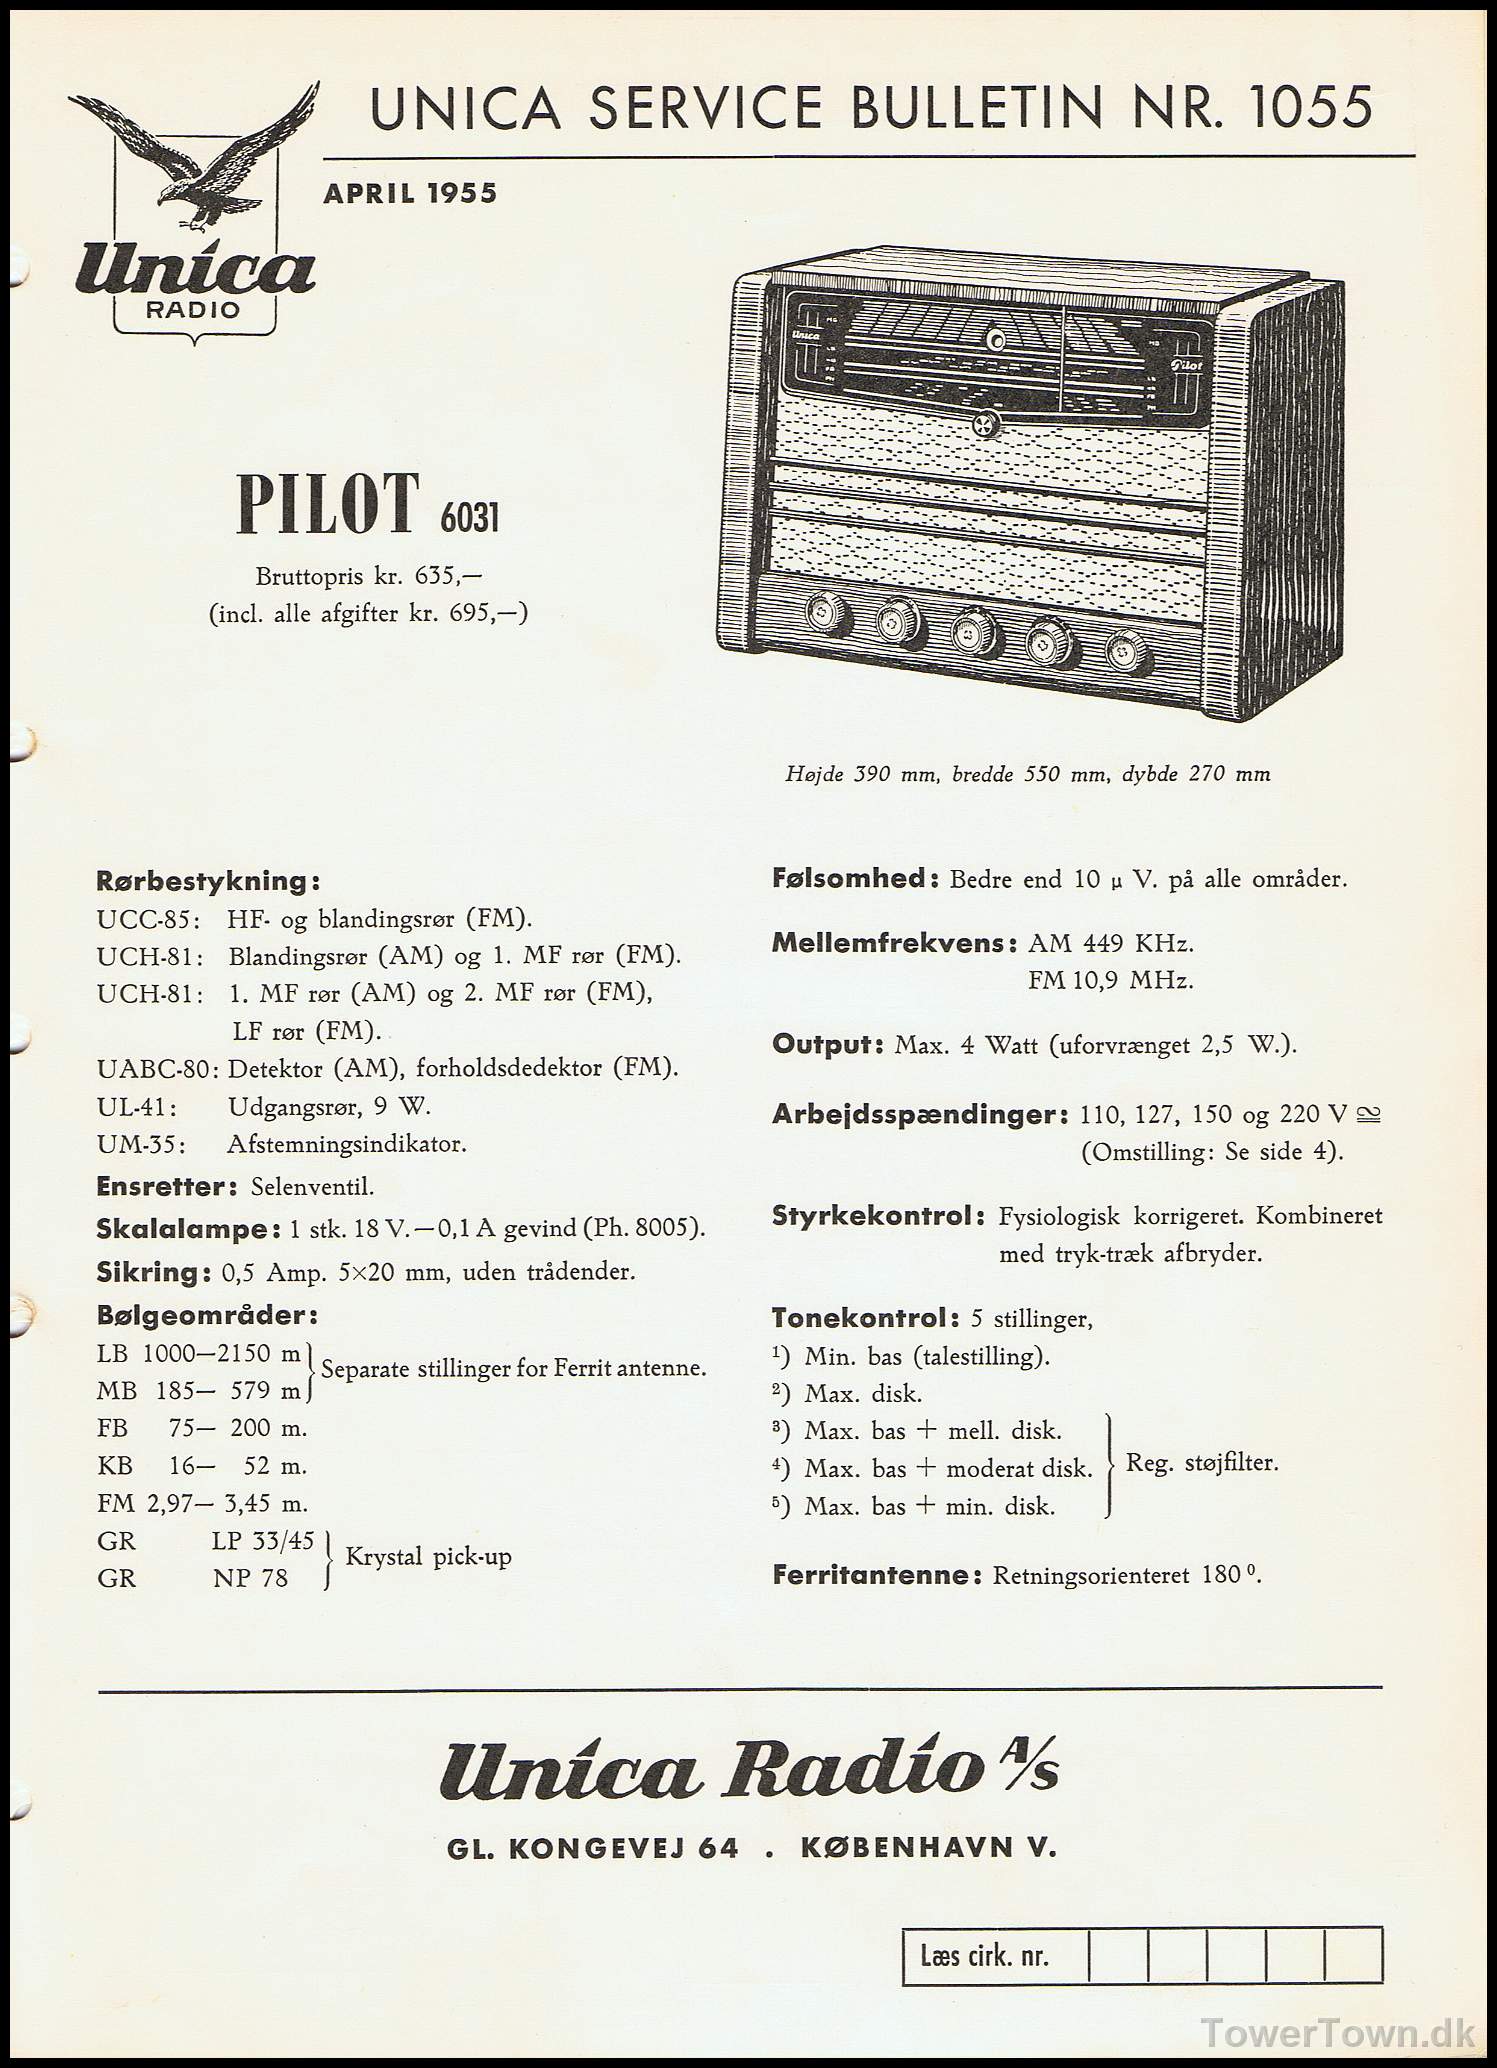 UNICA SERVICE BULLETIN NR. 1055
APRIL 1955
Unica
RADIO
Unica
Pilot
PILOT 6031
Bruttopris kr. 635,—
(incl. alle afgifter kr. 695,—)
Højde 390 mm, bredde 550 mm, dybde 270 mm
Rørbestykning:
UCC-85: HF- og blandingsrør (FM).
UCH-81: Blandingsrør (AM) og 1. MF rør (FM).
UCH-81: 1. MF rør (AM) og 2. MF rør (FM),
LF rør (FM).
UABC-80: Detektor (AM), forholdsdedektor (FM).
UL-41: Udgangsrør, 9 W.
UM-35: Afstemningsindikator.
Ensretter: Selenventil.
Skalalampe: 1 stk. 18 V.—0,1 A gevind (Ph. 8005).
Sikring: 0,5 Amp. 5×20 mm, uden trådender.
Bølgeområder:
LB 1000—2150 m
MB 185— 579 m
Separate stillinger for Ferrit antenne.
FB 75— 200 m.
KB 16— 52 m.
FM 2,97— 3,45 m.
GR LP 33/45
GR NP 78
Krystal pick-up
Følsomhed: Bedre end 10 µ V. på alle områder.
Mellemfrekvens: AM 449 KHz.
FM 10,9 MHz.
Output: Max. 4 Watt (uforvrænget 2,5 W.).
Arbejdsspændinger: 110, 127, 150 og 220 V ≅
(Omstilling: Se side 4).
Styrkekontrol: Fysiologisk korrigeret. Kombineret
med tryk-træk afbryder.
Tonekontrol: 5 stillinger,
¹) Min. bas (talestilling).
²) Max. disk.
³) Max. bas + mell. disk.
⁴) Max. bas + moderat disk.
⁵) Max. bas + min. disk.
Reg. støjfilter.
Ferritantenne: Retningsorienteret 180⁰.
Unica Radio A/S
GL. KONGEVEJ 64 . KØBENHAVN V.
Læs cirk. nr.
TowerTown.dk